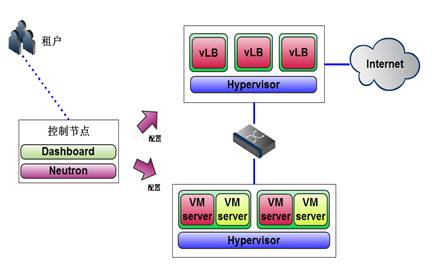 租户
控制节点
Dashboard
Neutron
配置
配置
vLB
vLB
vLB
Hypervisor
Internet
VM
server
VM
server
VM
server
VM
server
Hypervisor